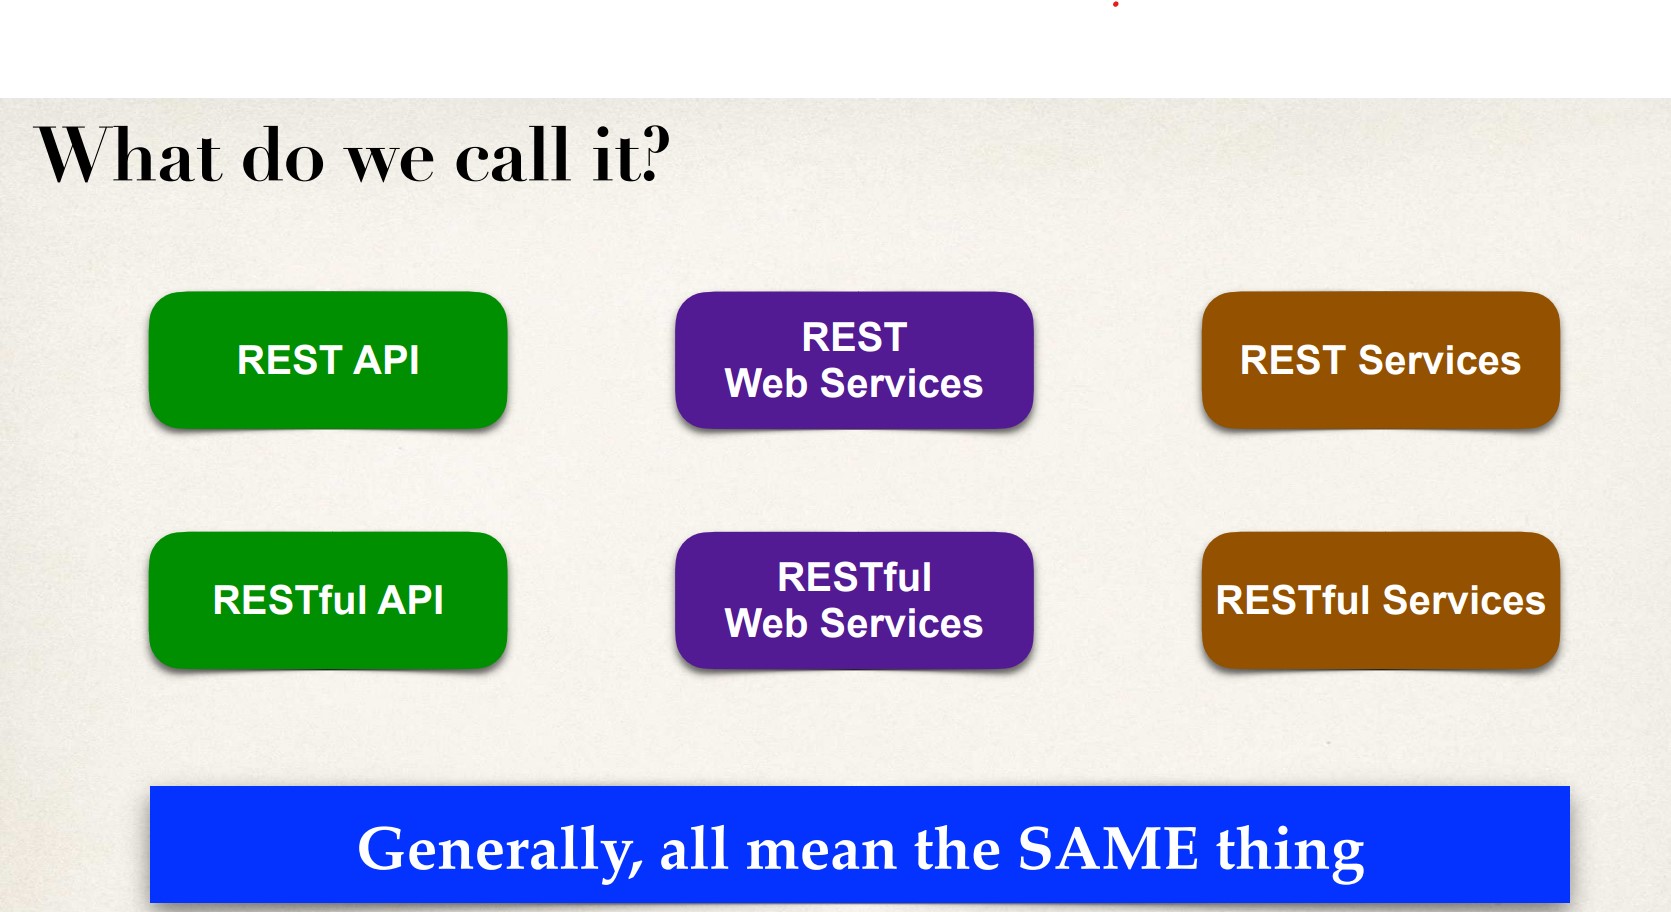 What do we call it?
REST API
REST
Web Services
REST Services
RESTful API
RESTful
Web Services
RESTful Services
Generally, all mean the SAME thing